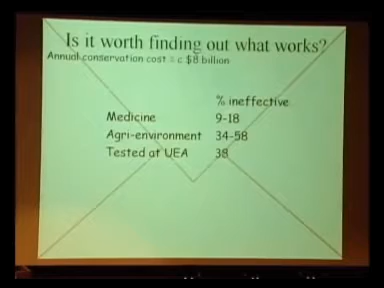 Is it worth finding out what works?
Annual conservation cost = c $8 billion
% ineffective
Medicine 9-18
Agri-environment 34-58
Tested at UEA 38